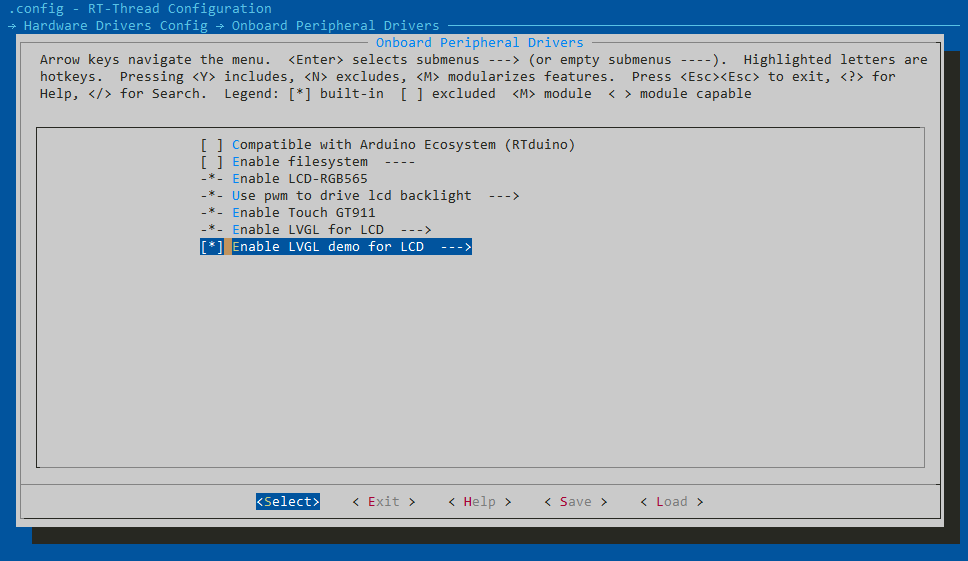 .config - RT-Thread Configuration
→ Hardware Drivers Config → Onboard Peripheral Drivers
Onboard Peripheral Drivers
Arrow keys navigate the menu.  <Enter> selects submenus ---> (or empty submenus ----).  Highlighted letters are
hotkeys.  Pressing <Y> includes, <N> excludes, <M> modularizes features.  Press <Esc><Esc> to exit, <?> for
Help, </> for Search.  Legend: [*] built-in  [ ] excluded  <M> module  < > module capable
[ ] Compatible with Arduino Ecosystem (RTduino)
[ ] Enable filesystem  ----
-*- Enable LCD-RGB565
-*- Use pwm to drive lcd backlight  --->
-*- Enable Touch GT911
-*- Enable LVGL for LCD  --->
[*] Enable LVGL demo for LCD  --->
<Select>    < Exit >    < Help >    < Save >    < Load >